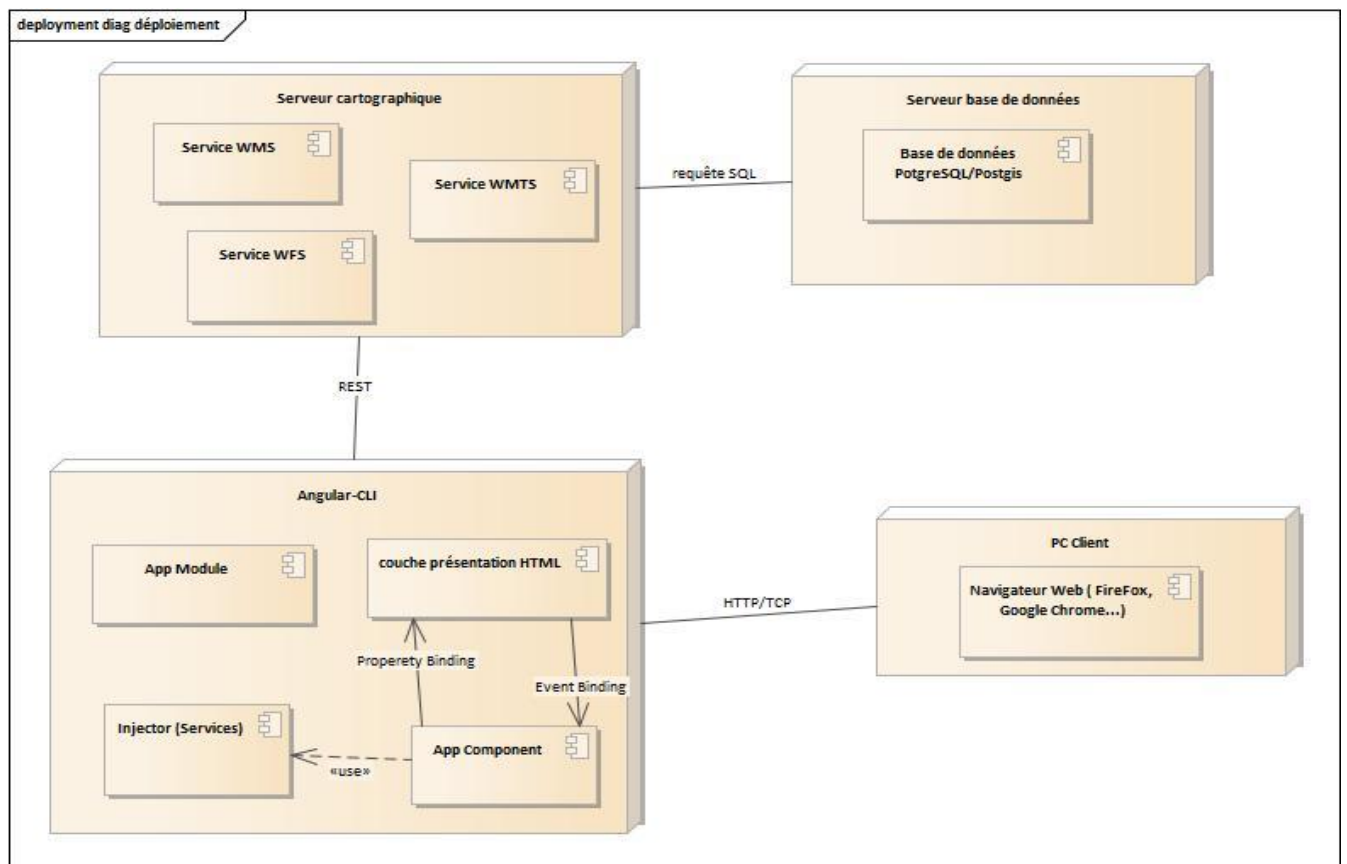 deployment diag déploiement
Serveur cartographique
Service WMS
Service WMTS
Service WFS
requête SQL
Serveur base de données
Base de données
PotgreSQL/Postgis
REST
Angular-CLI
App Module
couche présentation HTML
Properety Binding
Event Binding
Injector (Services)
«use»
App Component
HTTP/TCP
PC Client
Navigateur Web ( FireFox,
Google Chrome...)